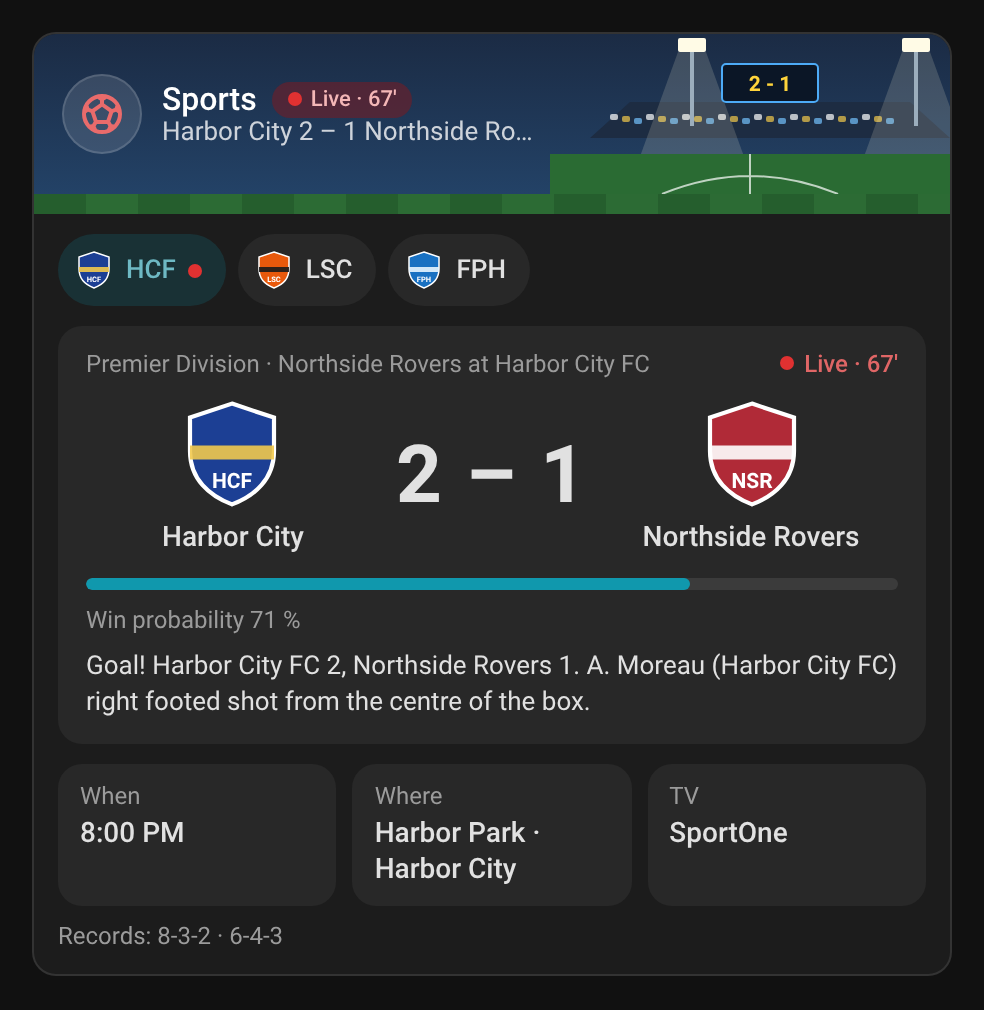 Sports
Live · 67'
Harbor City 2 – 1 Northside Ro...
2 - 1
HCF
HCF
LSC
LSC
FPH
FPH
Premier Division · Northside Rovers at Harbor City FC
Live · 67'
HCF
2 – 1
NSR
Harbor City
Northside Rovers
Win probability 71 %
Goal! Harbor City FC 2, Northside Rovers 1. A. Moreau (Harbor City FC)
right footed shot from the centre of the box.
When
8:00 PM
Where
Harbor Park ·
Harbor City
TV
SportOne
Records: 8-3-2 · 6-4-3